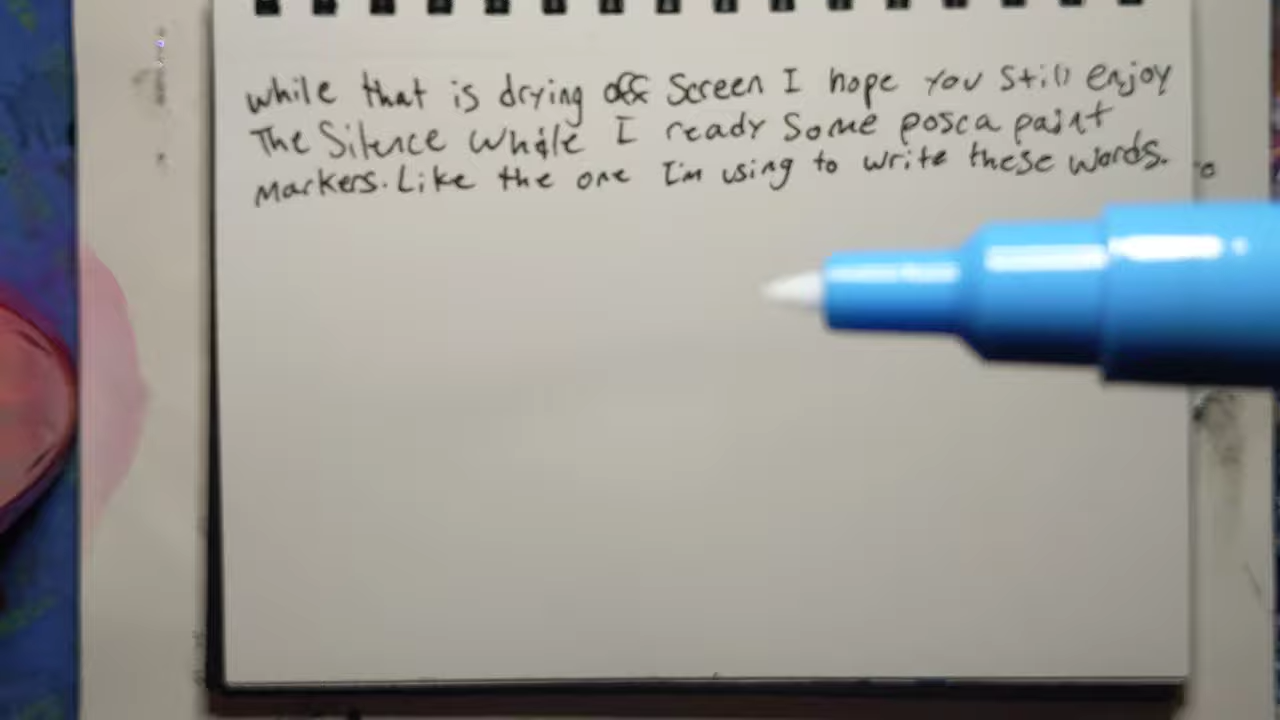 while that is drying off screen I hope you still enjoy
The Silence while I ready Some posca paint
markers. Like the one I'm using to write these words.